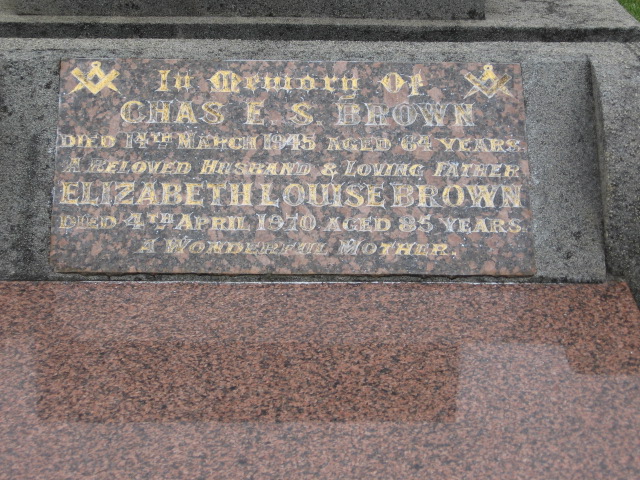 In Memory Of
CHAS E. S. BROWN
DIED 14TH MARCH 1945 AGED 64 YEARS.
A BELOVED HUSBAND & LOVING FATHER
ELIZABETH LOUISE BROWN
DIED 4TH APRIL 1970 AGED 85 YEARS.
A WONDERFUL MOTHER.